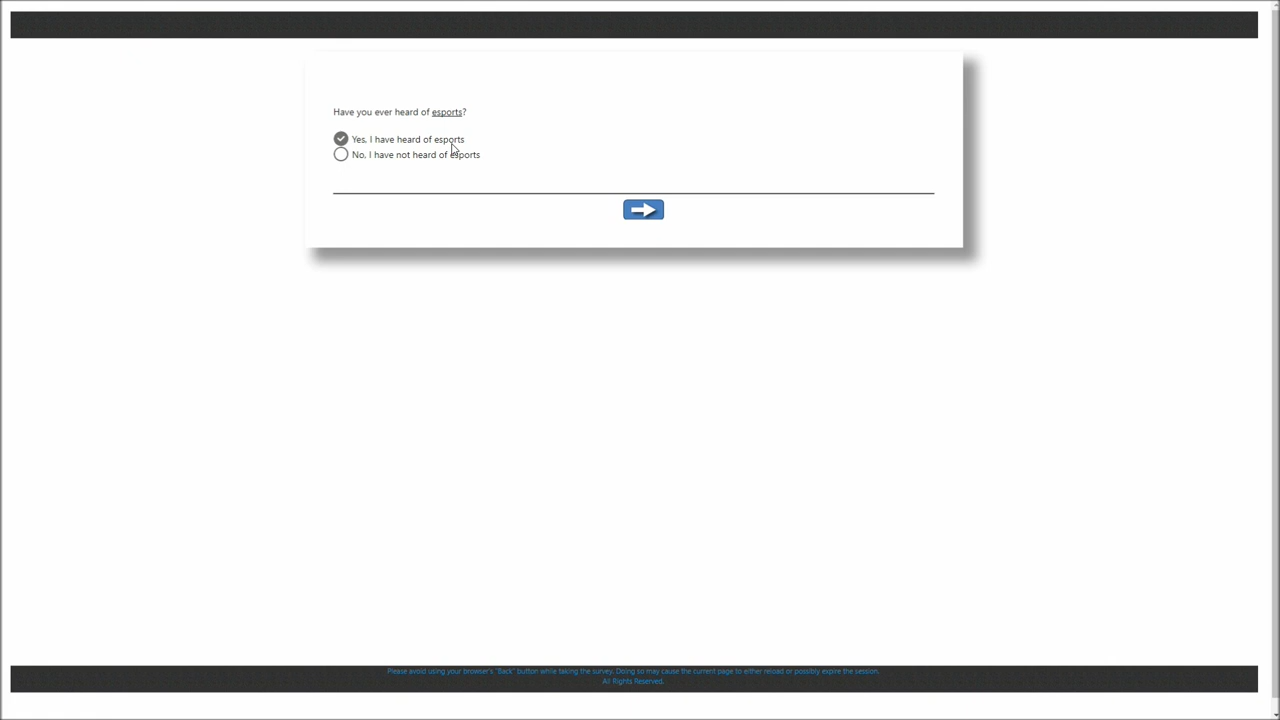 Have you ever heard of esports?
Yes, I have heard of esports
No, I have not heard of esports
Please avoid using your browser's "Back" button while taking the survey. Doing so may cause the current page to either reload or possibly expire the session.
All Rights Reserved.